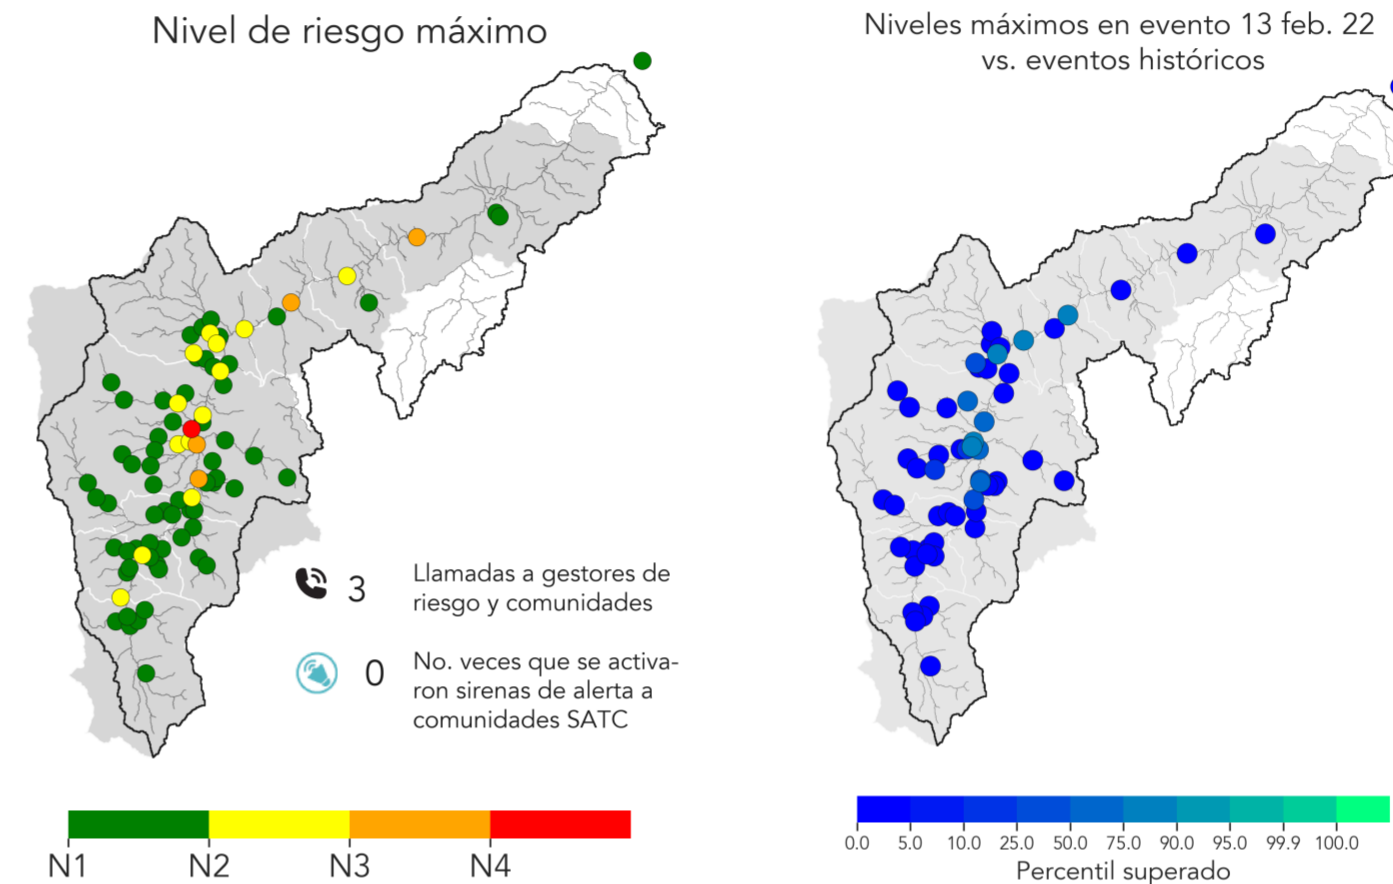 Nivel de riesgo máximo
3
Llamadas a gestores de
riesgo y comunidades
0
No. veces que se activa-
ron sirenas de alerta a
comunidades SATC
N1 N2 N3 N4
Niveles máximos en evento 13 feb. 22
vs. eventos históricos
0.0 5.0 10.0 25.0 50.0 75.0 90.0 95.0 99.9 100.0
Percentil superado